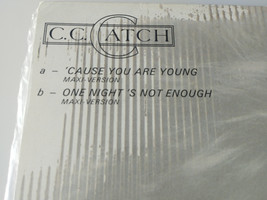 C.C. CATCH
a – 'CAUSE YOU ARE YOUNG
MAXI-VERSION
b – ONE NIGHT 'S NOT ENOUGH
MAXI-VERSION